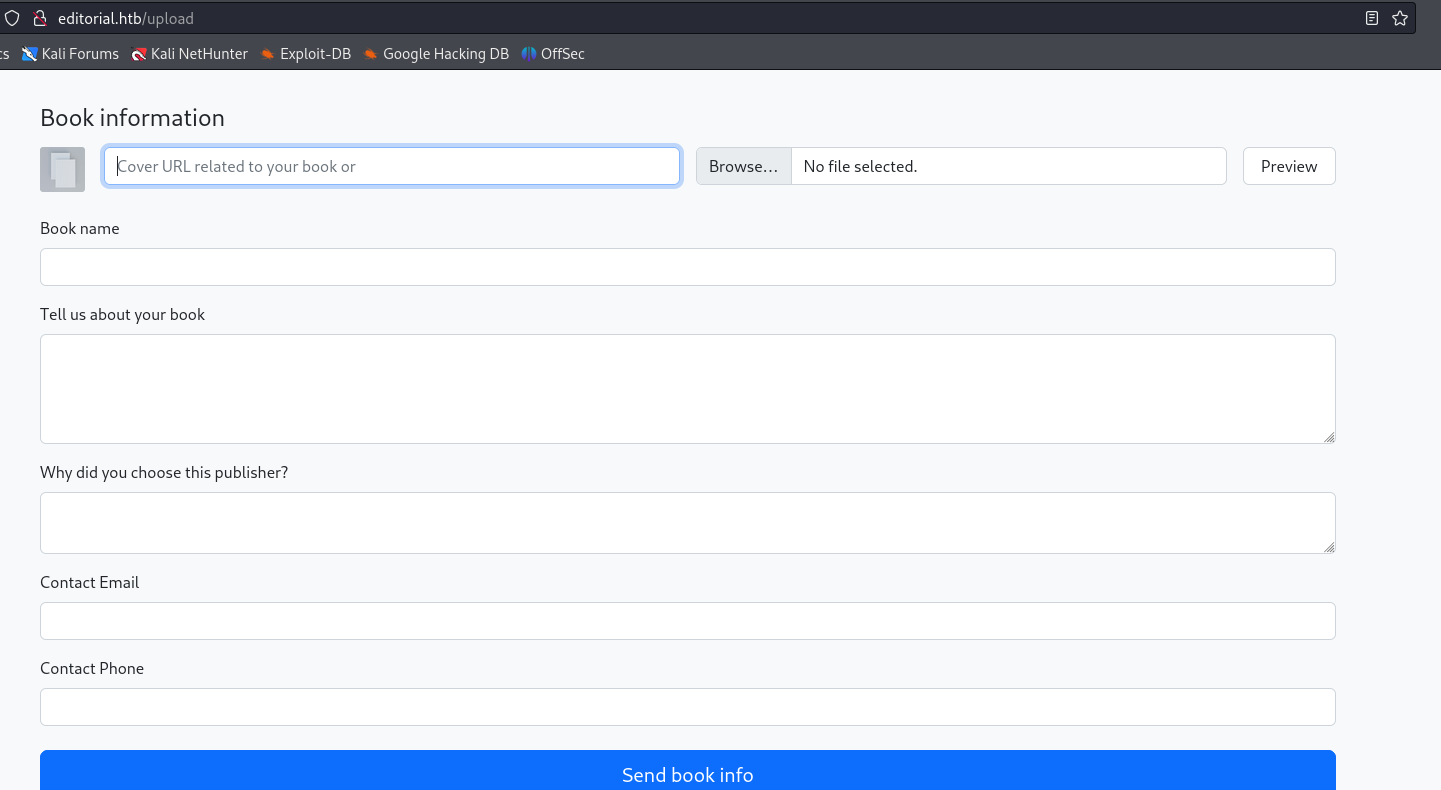 editorial.htb/upload
cs Kali Forums Kali NetHunter Exploit-DB Google Hacking DB OffSec
Book information
Cover URL related to your book or Browse... No file selected. Preview
Book name
Tell us about your book
Why did you choose this publisher?
Contact Email
Contact Phone
Send book info